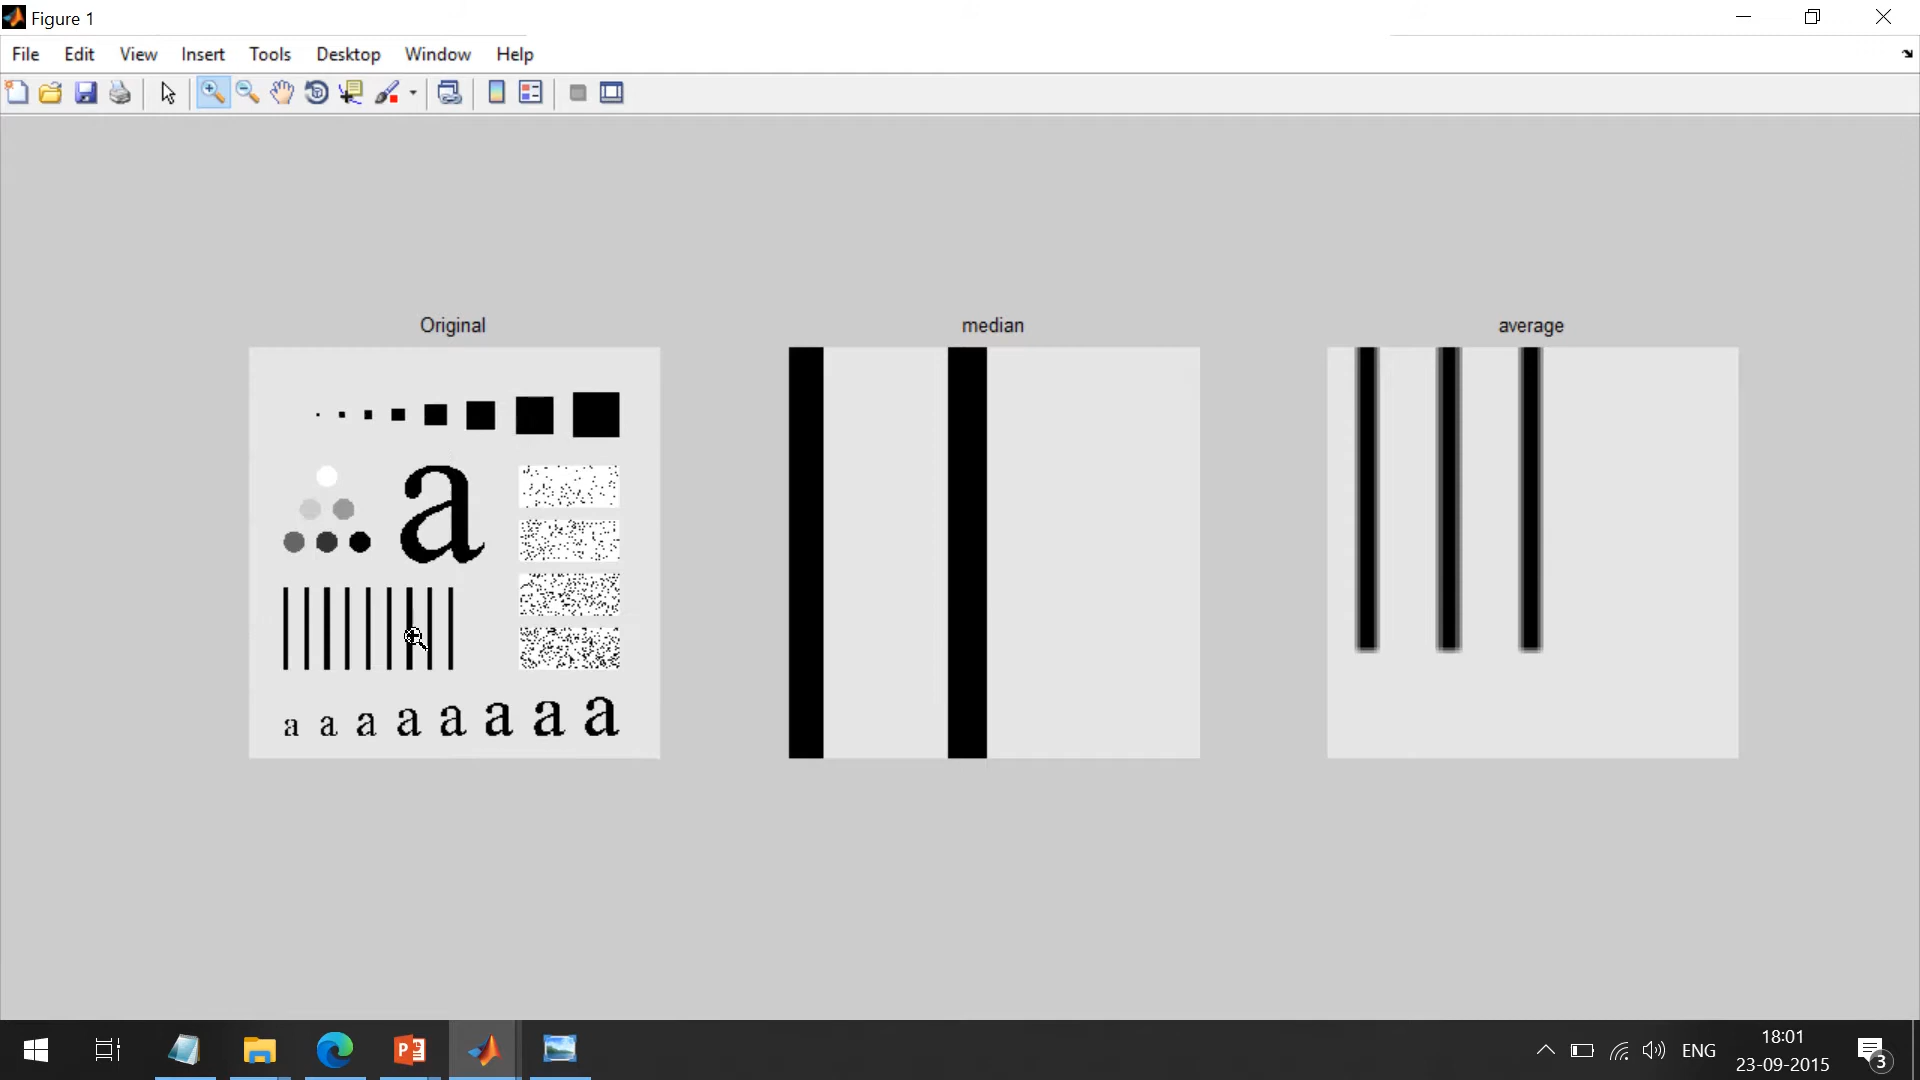 Figure 1
File Edit View Insert Tools Desktop Window Help
Original median average
a
a a a a a a a a
ENG
18:01
23-09-2015
3